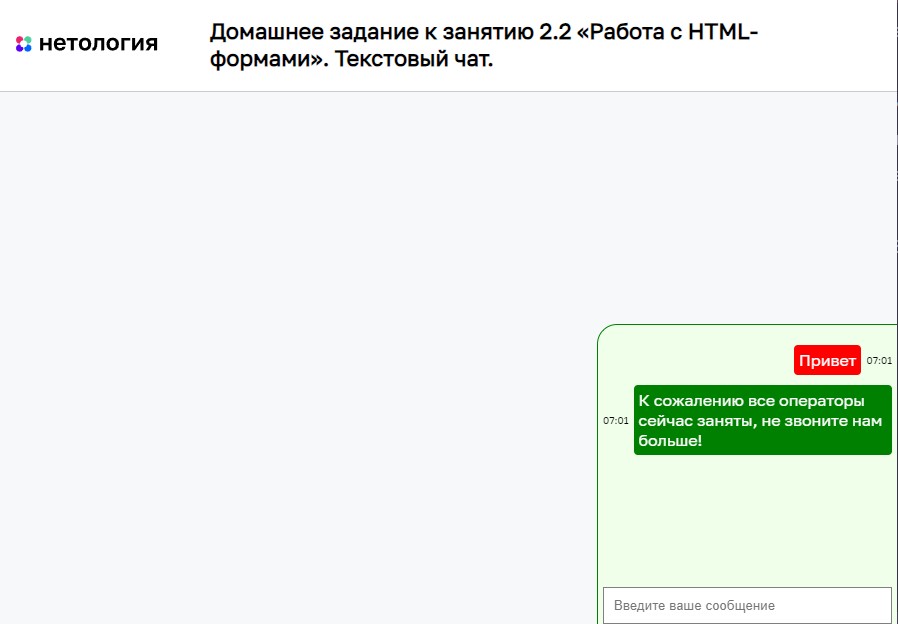 нетология
Домашнее задание к занятию 2.2 «Работа с HTML-
формами». Текстовый чат.
Привет 07:01
К сожалению все операторы
07:01 сейчас заняты, не звоните нам
больше!
Введите ваше сообщение